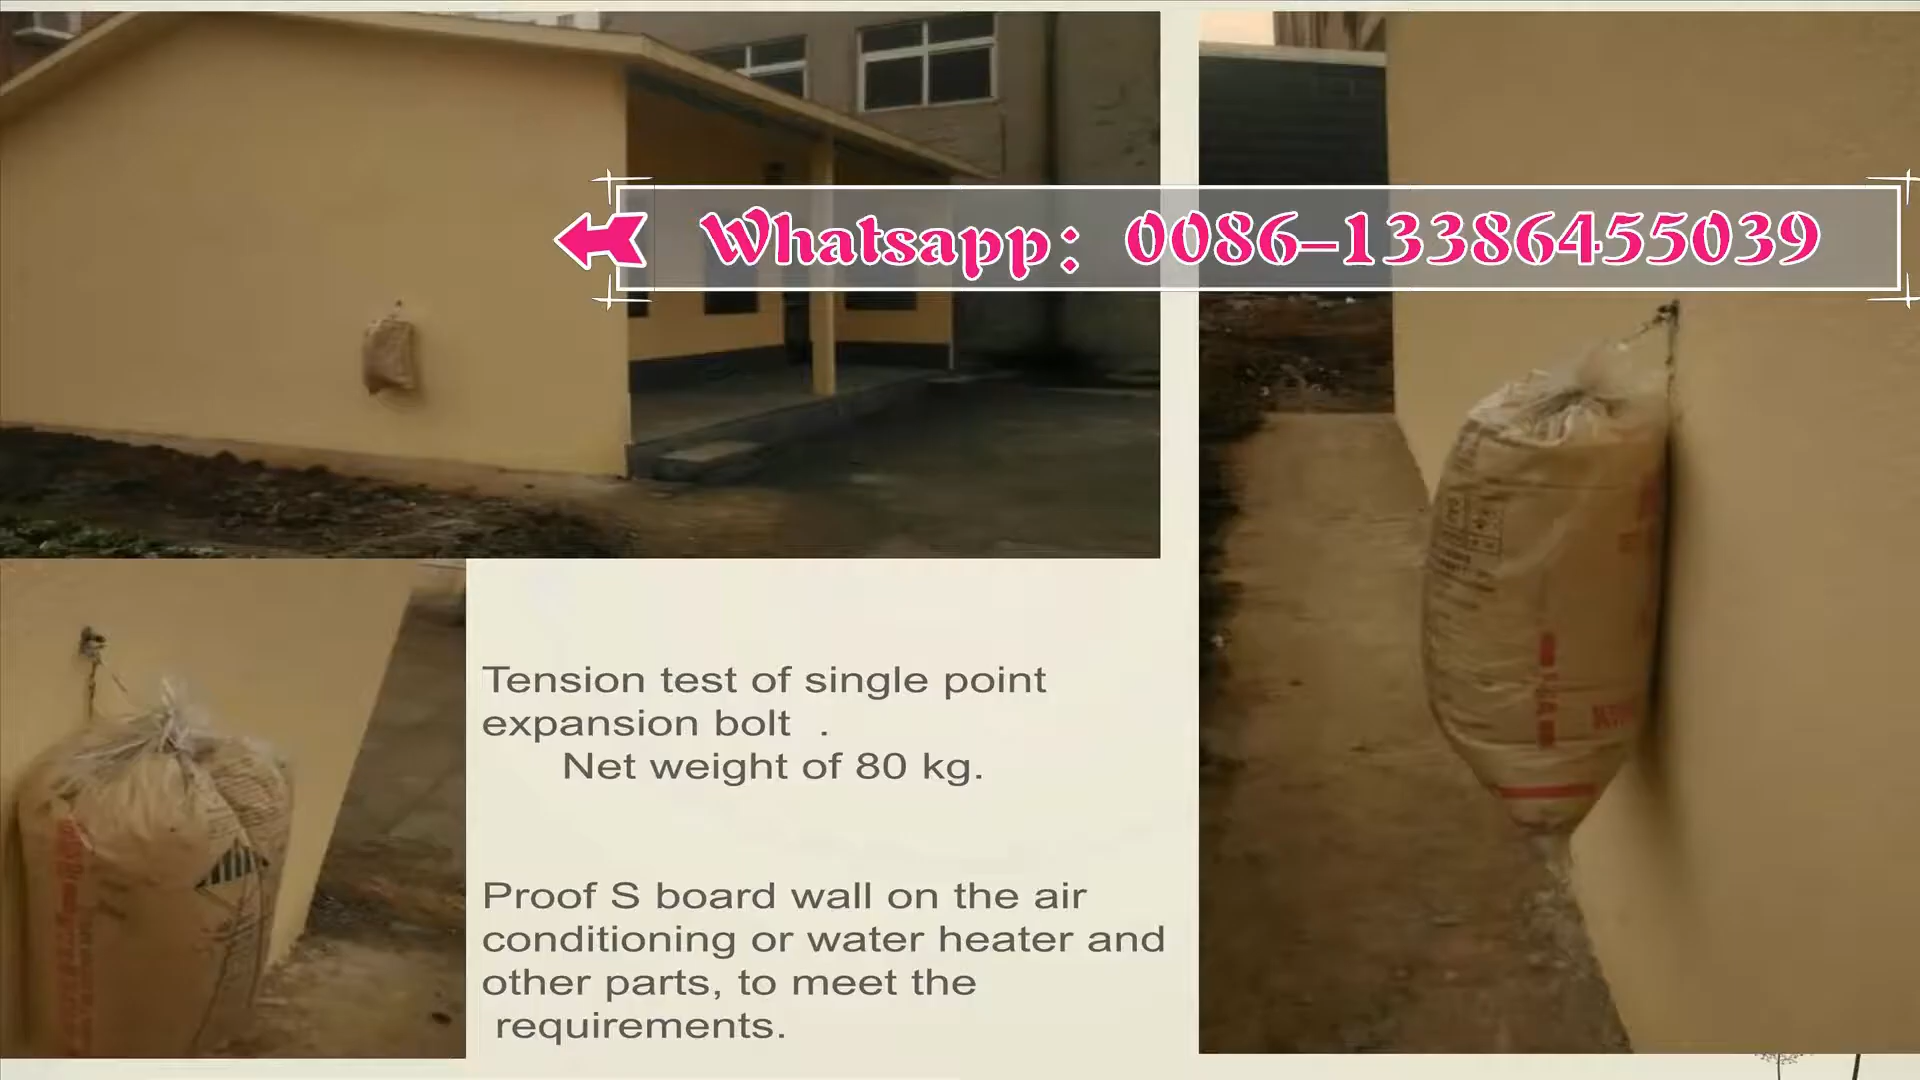 Whatsapp：0086-13386455039
Tension test of single point
expansion bolt .
Net weight of 80 kg.
Proof S board wall on the air
conditioning or water heater and
other parts, to meet the
requirements.